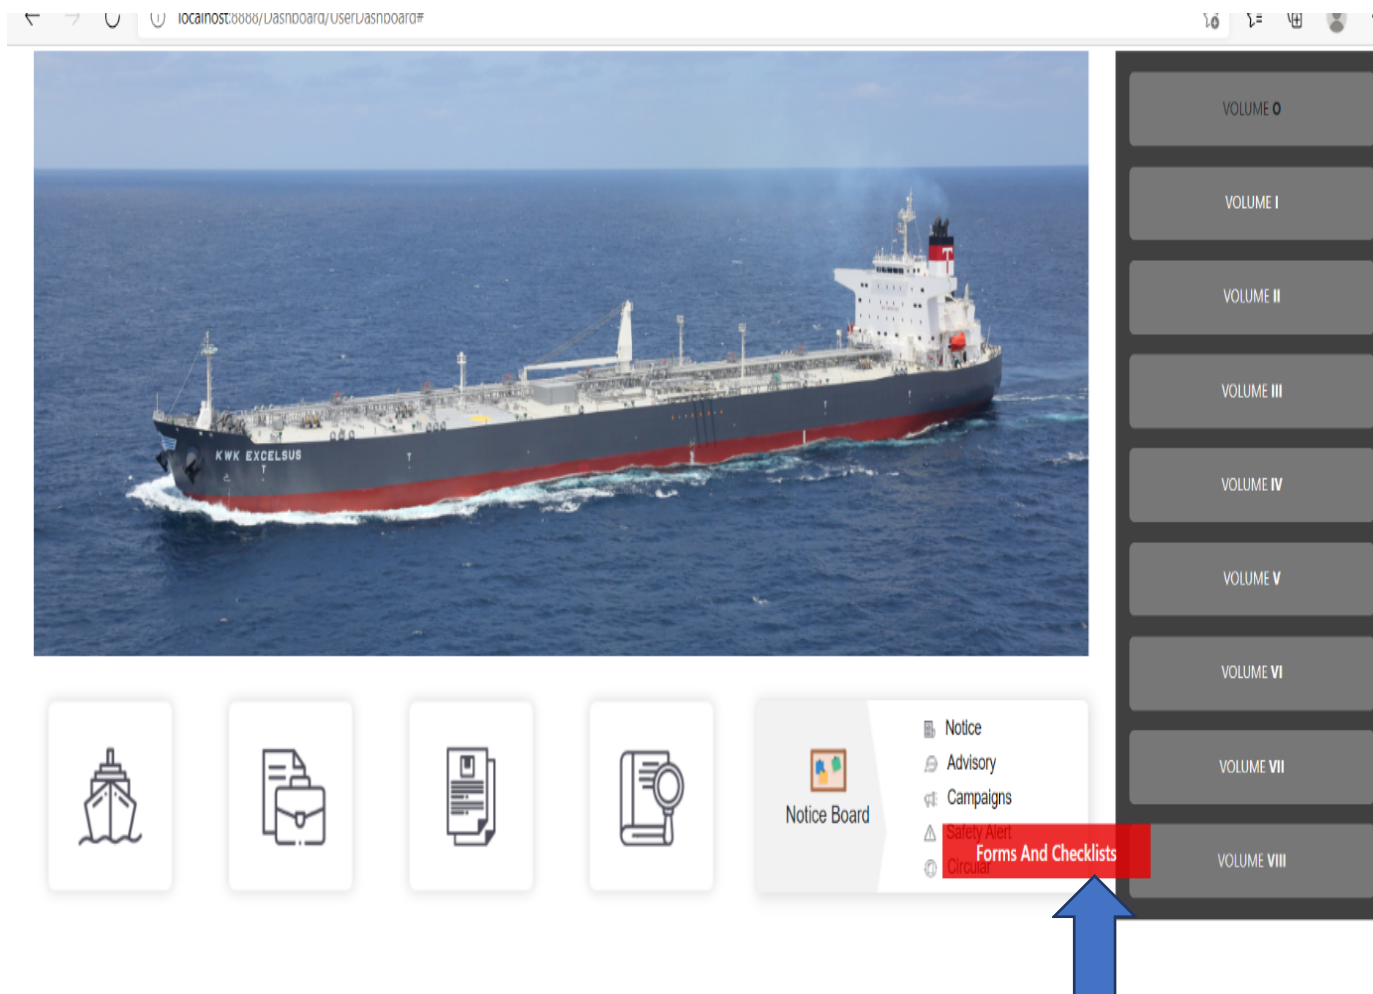 localhost:8888/Dashboard/UserDashboard#
T
KWK EXCELSUS
Notice Board
Notice
Advisory
Campaigns
Safety Alert
Circular
Forms And Checklists
VOLUME O
VOLUME I
VOLUME II
VOLUME III
VOLUME IV
VOLUME V
VOLUME VI
VOLUME VII
VOLUME VIII